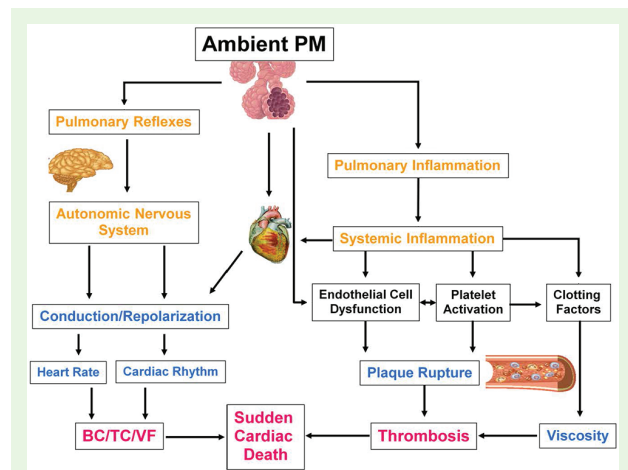 Ambient PM
Pulmonary Reflexes
Pulmonary Inflammation
Autonomic Nervous
System
Systemic Inflammation
Endothelial Cell
Dysfunction
Platelet
Activation
Clotting
Factors
Conduction/Repolarization
Heart Rate
Cardiac Rhythm
Plaque Rupture
BC/TC/VF
Sudden
Cardiac
Death
Thrombosis
Viscosity